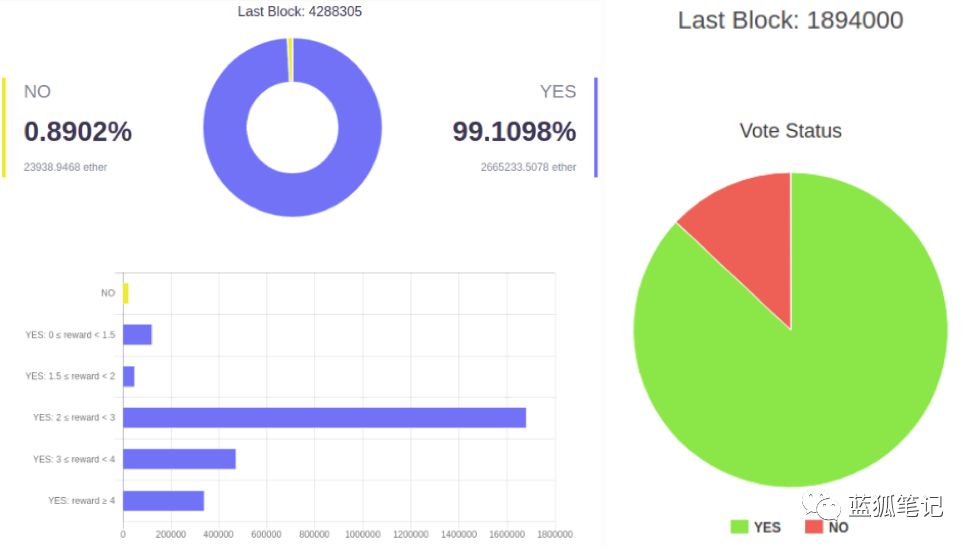 Last Block: 4288305
NO
0.8902%
23938.9468 ether
YES
99.1098%
2665233.5078 ether
NO
YES: 0 ≤ reward < 1.5
YES: 1.5 ≤ reward < 2
YES: 2 ≤ reward < 3
YES: 3 ≤ reward < 4
YES: reward ≥ 4
0 200000 400000 600000 800000 1000000 1200000 1400000 1600000 1800000
Last Block: 1894000
Vote Status
YES NO
蓝狐笔记